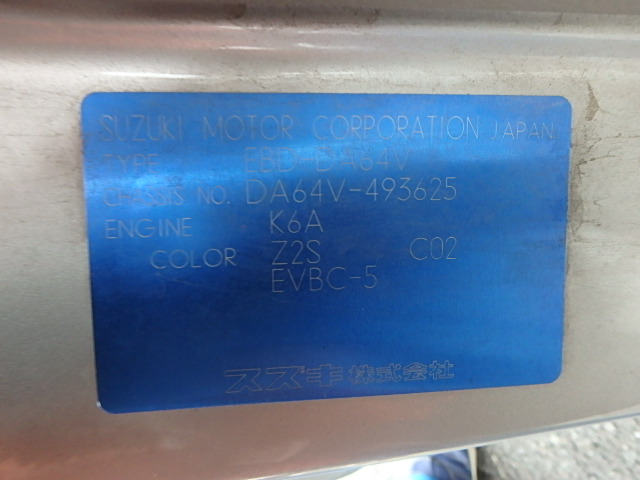 SUZUKI MOTOR CORPORATION JAPAN
TYPE EBD-DA64V
CHASSIS NO. DA64V-493625
ENGINE K6A
COLOR Z2S C02
EVBC-5
スズキ株式会社